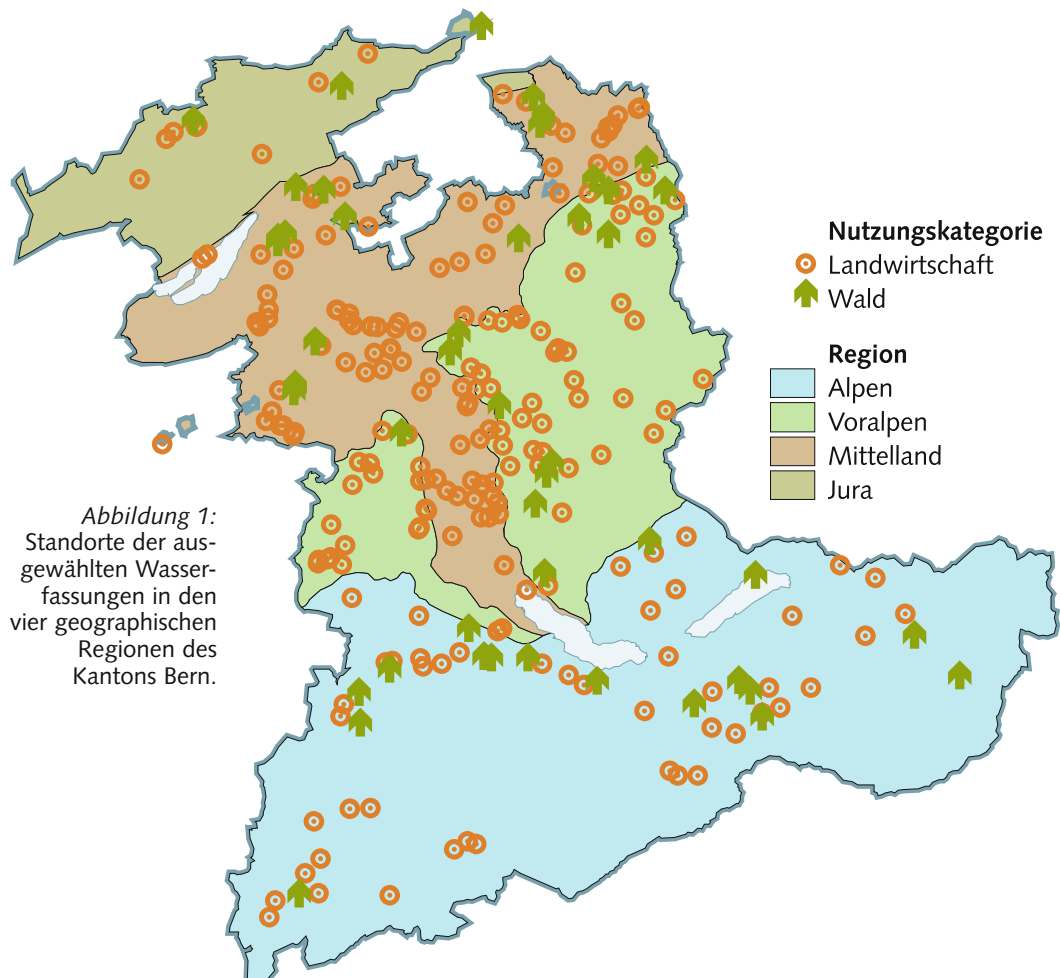 Nutzungskategorie
Landwirtschaft
Wald
Region
Alpen
Voralpen
Mittelland
Jura
Abbildung 1:
Standorte der aus-
gewählten Wasser-
fassungen in den
vier geographischen
Regionen des
Kantons Bern.